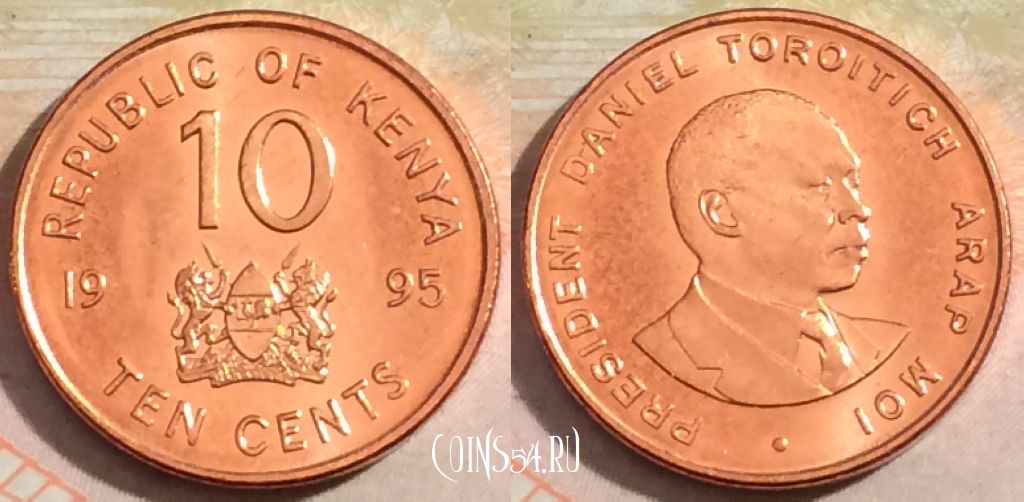 REPUBLIC OF KENYA
10
19 95
TEN CENTS
PRESIDENT DANIEL TOROITICH ARAP MOI
COINS54.RU